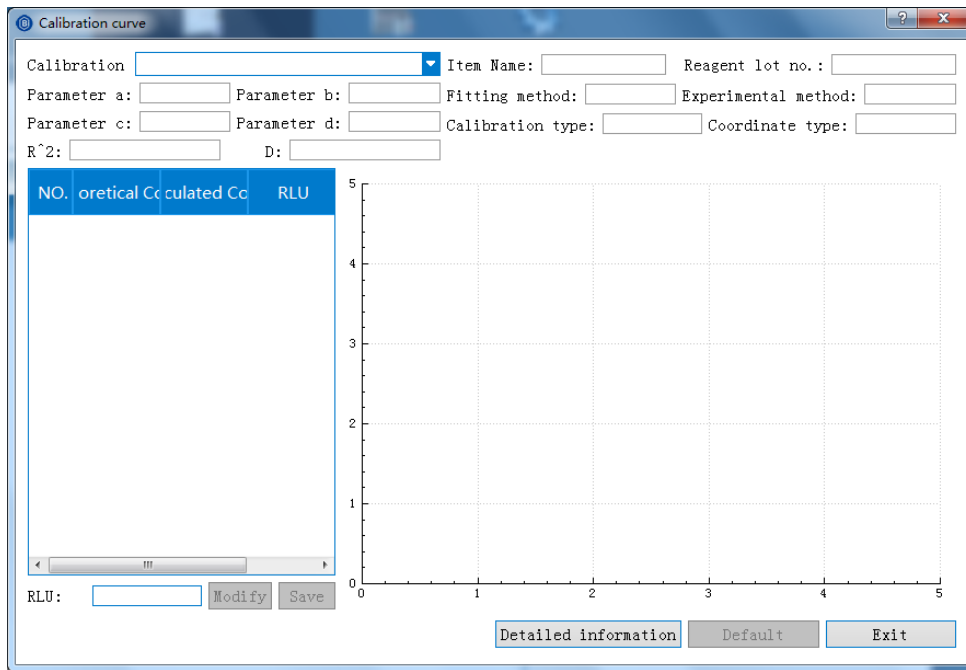 Calibration curve
Calibration Item Name: Reagent lot no.:
Parameter a: Parameter b: Fitting method: Experimental method:
Parameter c: Parameter d: Calibration type: Coordinate type:
R^2: D:
NO. oretical Co culated Co RLU
5
4
3
2
1
0
0 1 2 3 4 5
RLU: Modify Save
Detailed information Default Exit